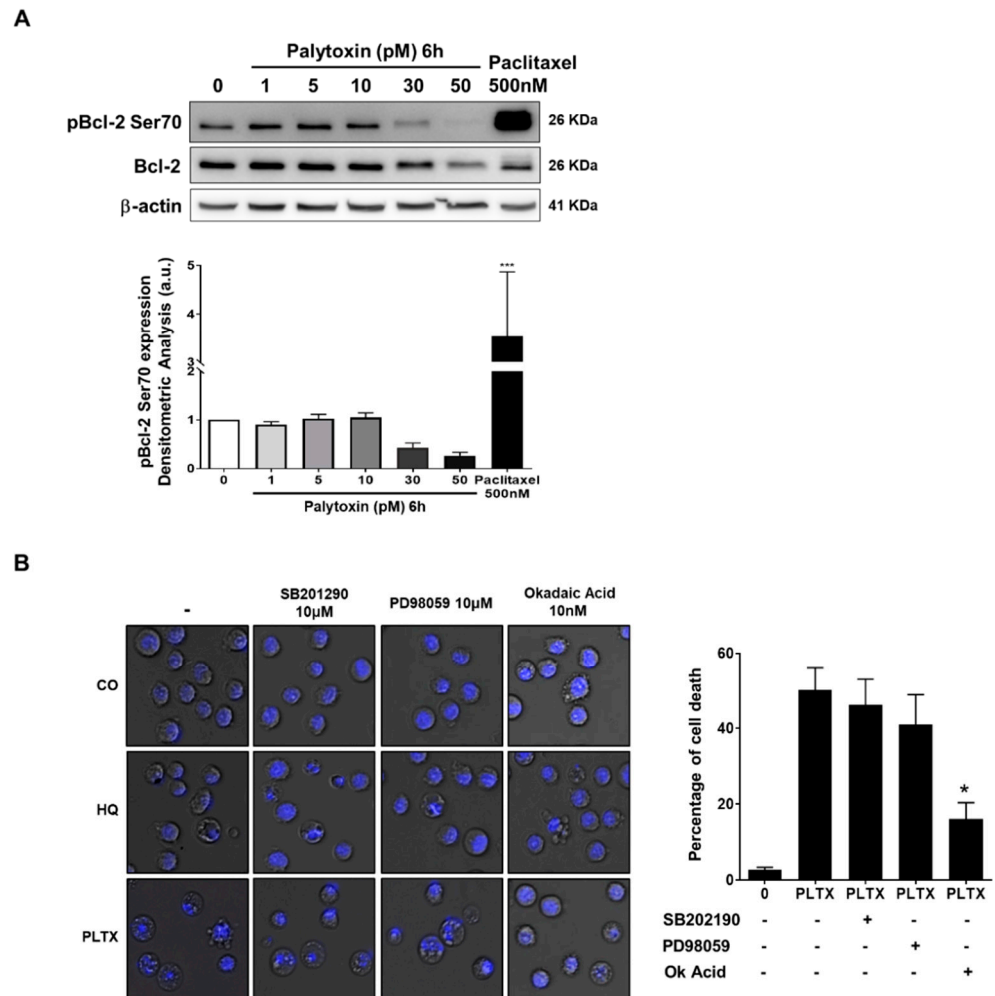 A
Palytoxin (pM) 6h
Paclitaxel
0 1 5 10 30 50 500nM
pBcl-2 Ser70 26 KDa
Bcl-2 26 KDa
β-actin 41 KDa
pBcl-2 Ser70 expression
Densitometric Analysis (a.u.)
5
4
3
2
1
0
***
0 1 5 10 30 50 Paclitaxel
500nM
Palytoxin (pM) 6h
B
- SB201290 10µM PD98059 10µM Okadaic Acid 10nM
CO
HQ
PLTX
Percentage of cell death
60
40
20
0
*
0 PLTX PLTX PLTX PLTX
SB202190 - - + - -
PD98059 - - - + -
Ok Acid - - - - +